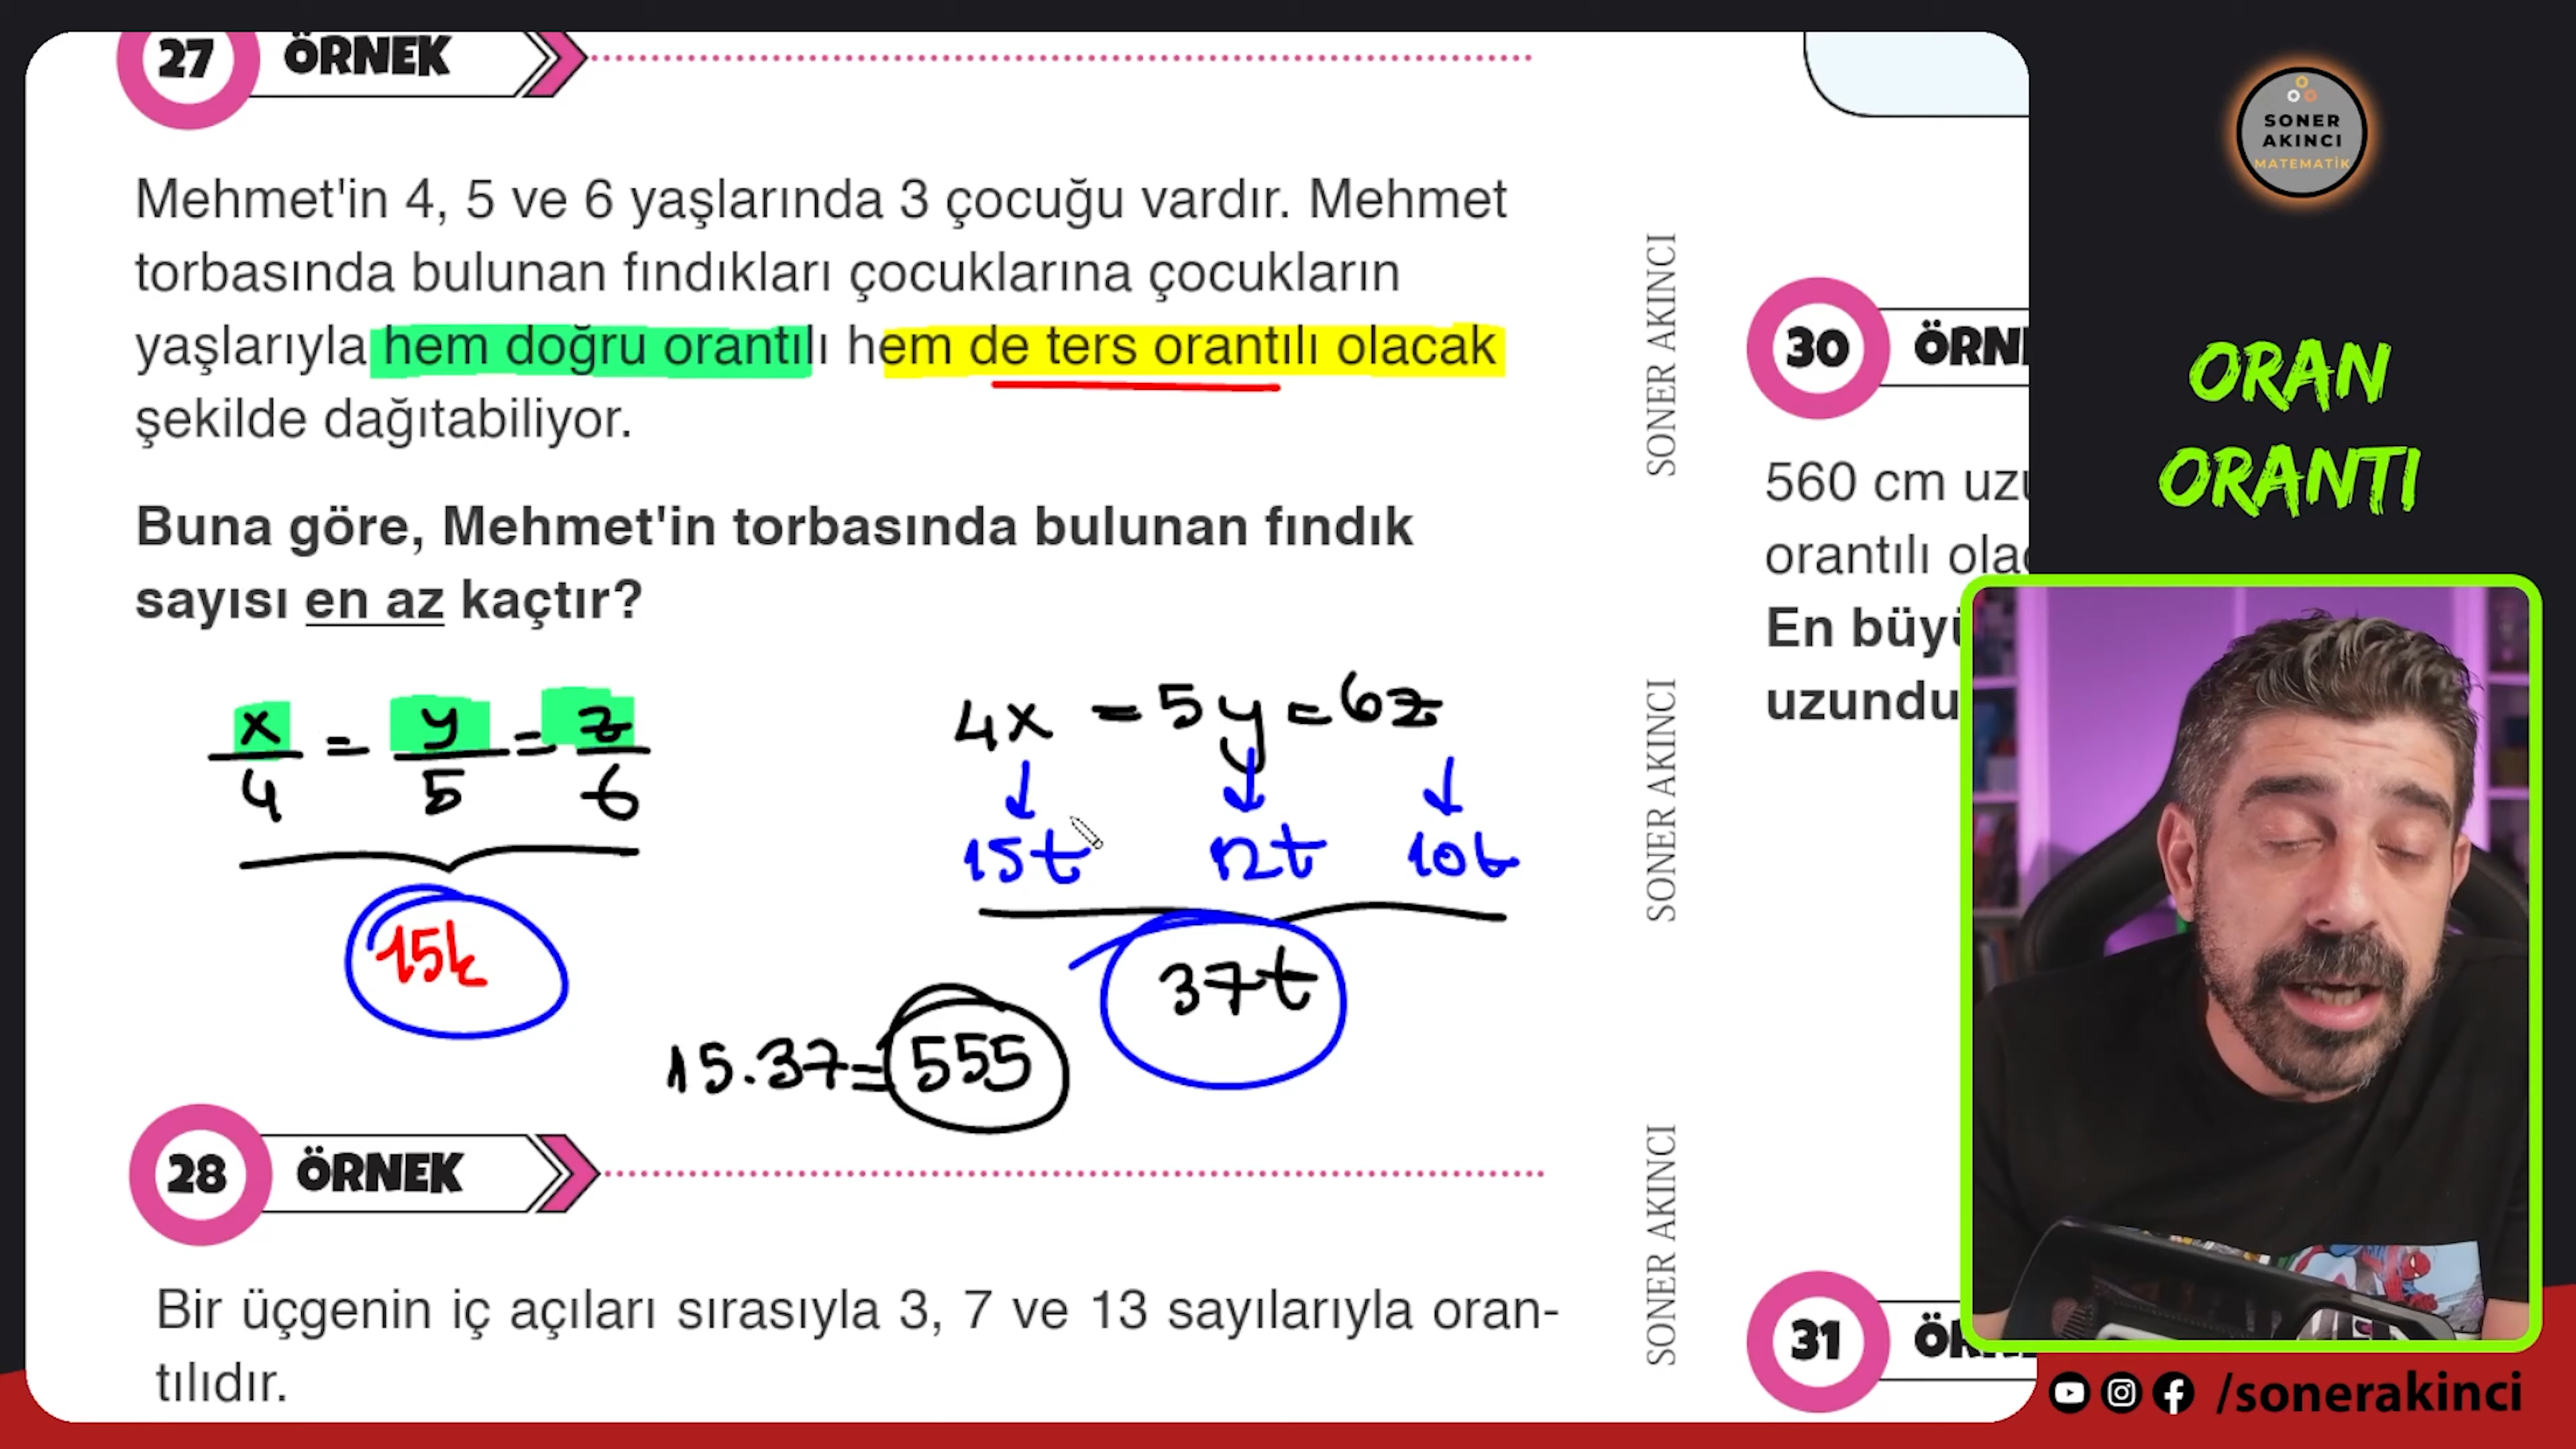 27 ÖRNEK
Mehmet'in 4, 5 ve 6 yaşlarında 3 çocuğu vardır. Mehmet
torbasında bulunan fındıkları çocuklarına çocukların
yaşlarıyla hem doğru orantılı hem de ters orantılı olacak
şekilde dağıtabiliyor.
Buna göre, Mehmet'in torbasında bulunan fındık
sayısı en az kaçtır?
x/4 = y/5 = z/6
15k
4x = 5y = 6z
15t 12t 10t
37t
15.37=555
28 ÖRNEK
Bir üçgenin iç açıları sırasıyla 3, 7 ve 13 sayılarıyla oran-
tılıdır.
SONER AKINCI
SONER AKINCI
SONER AKINCI
30 ÖRN
560 cm uzu
orantılı ola
En büyü
uzundu
31 ÖRN
SONER
AKINCI
MATEMATİK
ORAN
ORANTI
/sonerakinci